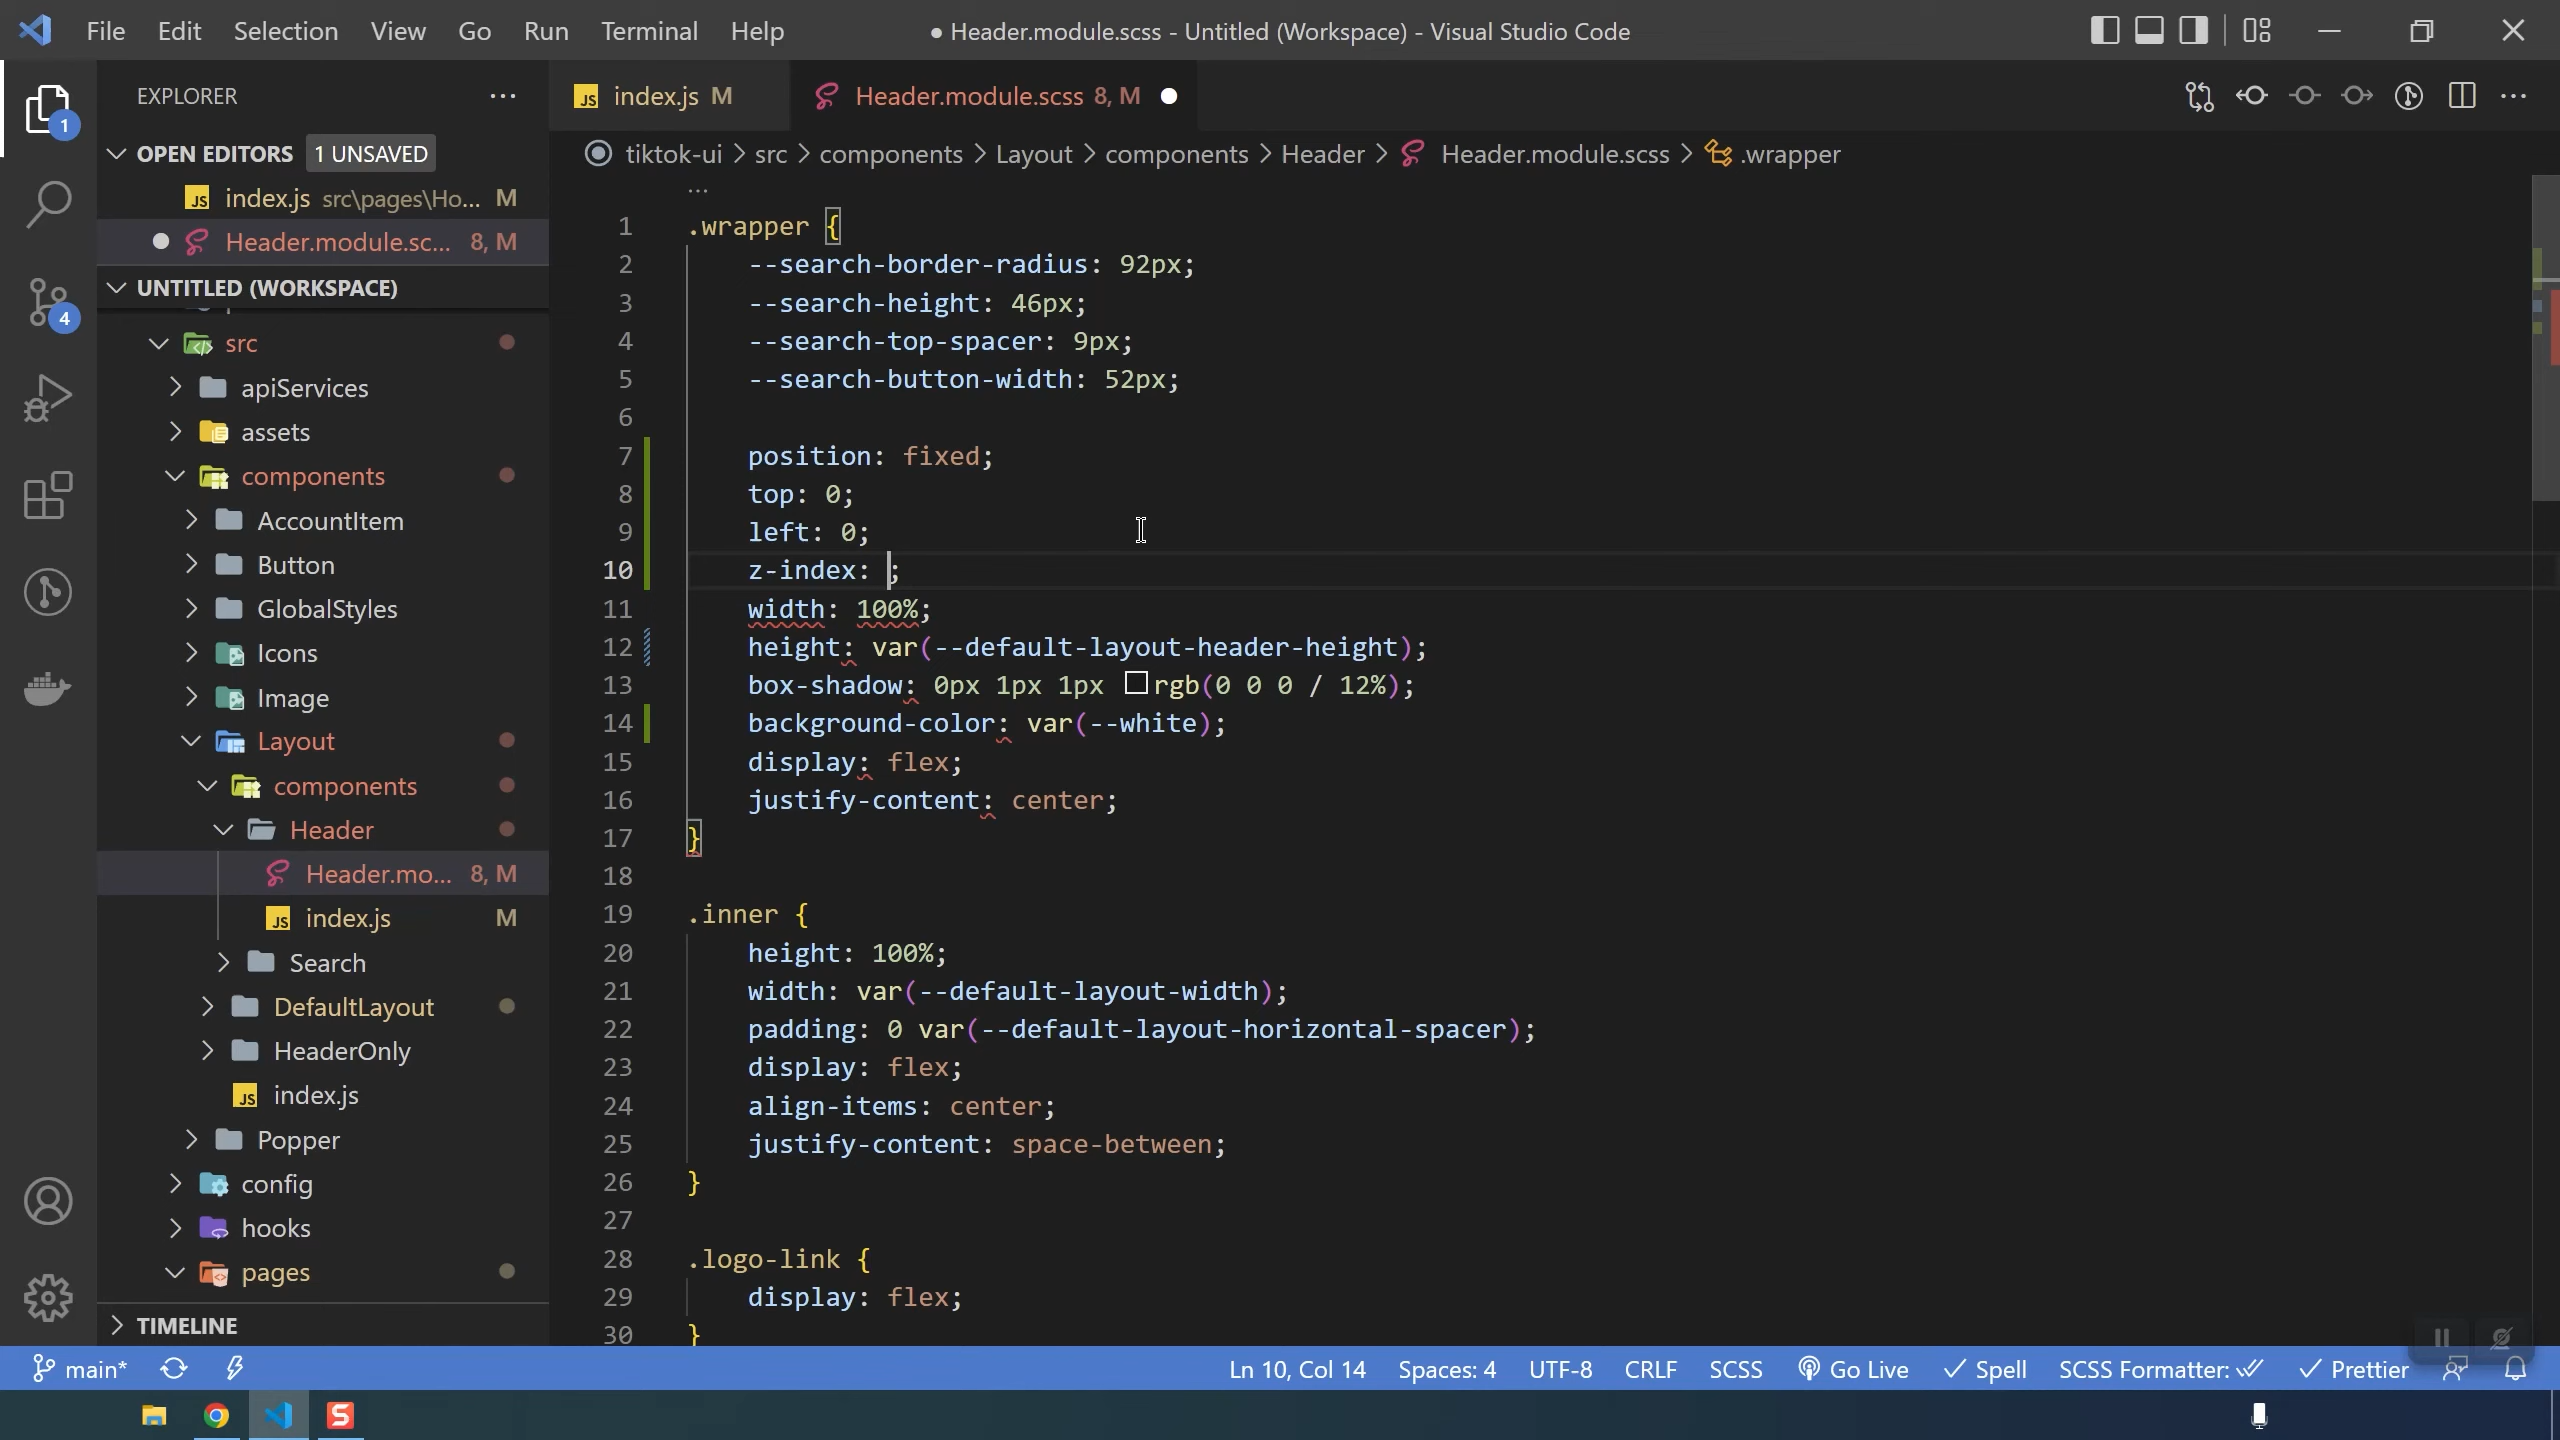 File Edit Selection View Go Run Terminal Help
● Header.module.scss - Untitled (Workspace) - Visual Studio Code
EXPLORER
OPEN EDITORS 1 UNSAVED
index.js src\pages\Ho... M
Header.module.sc... 8, M
UNTITLED (WORKSPACE)
src
apiServices
assets
components
AccountItem
Button
GlobalStyles
Icons
Image
Layout
components
Header
Header.mo... 8, M
index.js M
Search
DefaultLayout
HeaderOnly
index.js
Popper
config
hooks
pages
TIMELINE
1
4
index.js M
Header.module.scss 8, M
tiktok-ui > src > components > Layout > components > Header > Header.module.scss > .wrapper
...
1 .wrapper {
2 --search-border-radius: 92px;
3 --search-height: 46px;
4 --search-top-spacer: 9px;
5 --search-button-width: 52px;
6
7 position: fixed;
8 top: 0;
9 left: 0;
10 z-index: ;
11 width: 100%;
12 height: var(--default-layout-header-height);
13 box-shadow: 0px 1px 1px rgb(0 0 0 / 12%);
14 background-color: var(--white);
15 display: flex;
16 justify-content: center;
17 }
18
19 .inner {
20 height: 100%;
21 width: var(--default-layout-width);
22 padding: 0 var(--default-layout-horizontal-spacer);
23 display: flex;
24 align-items: center;
25 justify-content: space-between;
26 }
27
28 .logo-link {
29 display: flex;
30 }
main* Ln 10, Col 14 Spaces: 4 UTF-8 CRLF SCSS Go Live Spell SCSS Formatter: Prettier